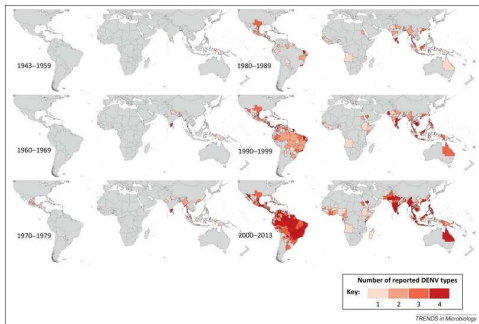 1943–1959
1980–1989
1960–1969
1990–1999
1970–1979
2000–2013
Number of reported DENV types
Key:
1 2 3 4
TRENDS in Microbiology